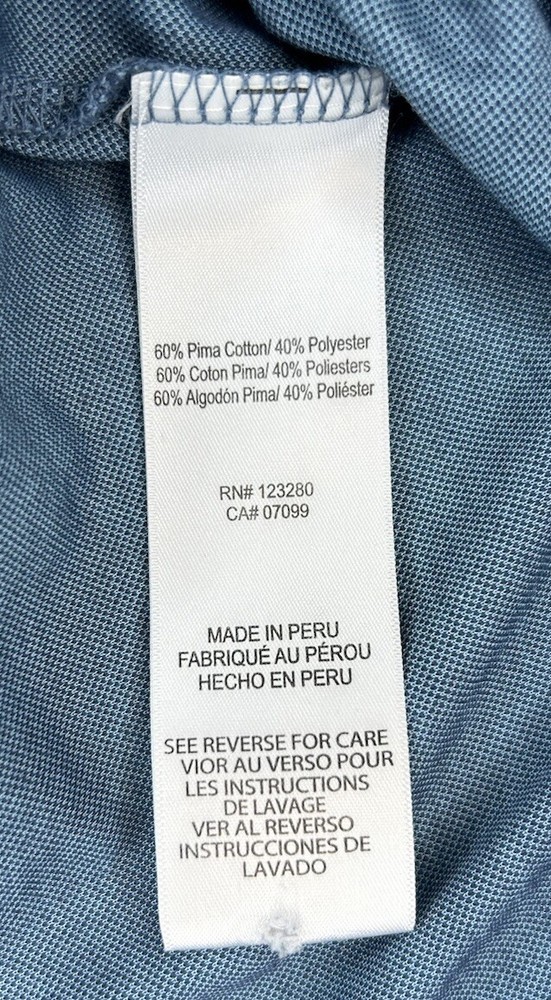 60% Pima Cotton/ 40% Polyester
60% Coton Pima/ 40% Poliesters
60% Algodón Pima/ 40% Poliéster
RN# 123280
CA# 07099
MADE IN PERU
FABRIQUÉ AU PÉROU
HECHO EN PERU
SEE REVERSE FOR CARE
VIOR AU VERSO POUR
LES INSTRUCTIONS
DE LAVAGE
VER AL REVERSO
INSTRUCCIONES DE
LAVADO